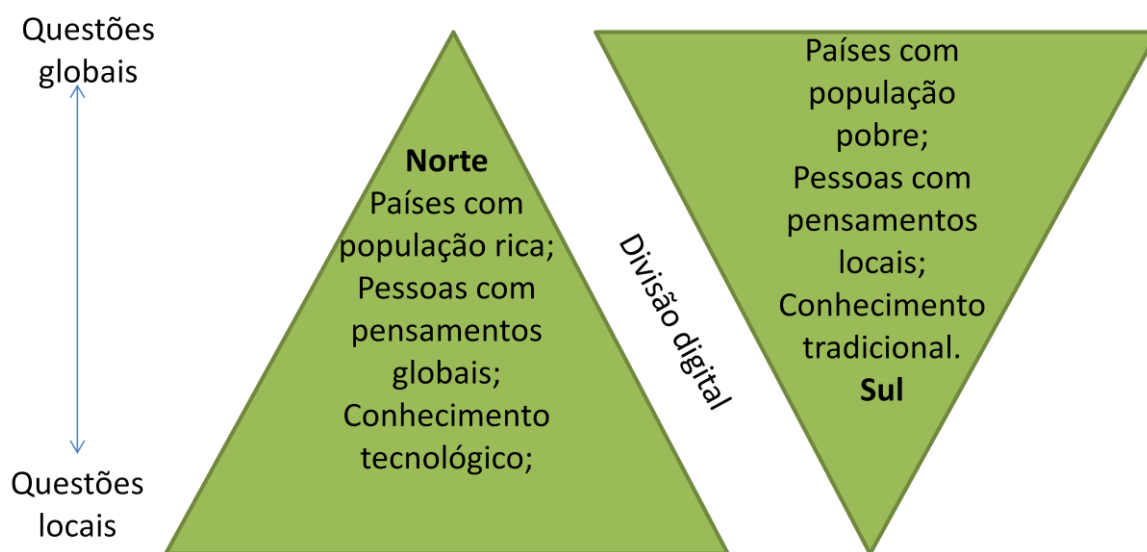 Questões
globais
Questões
locais
Norte
Países com
população rica;
Pessoas com
pensamentos
globais;
Conhecimento
tecnológico;
Divisão digital
Países com
população
pobre;
Pessoas com
pensamentos
locais;
Conhecimento
tradicional.
Sul